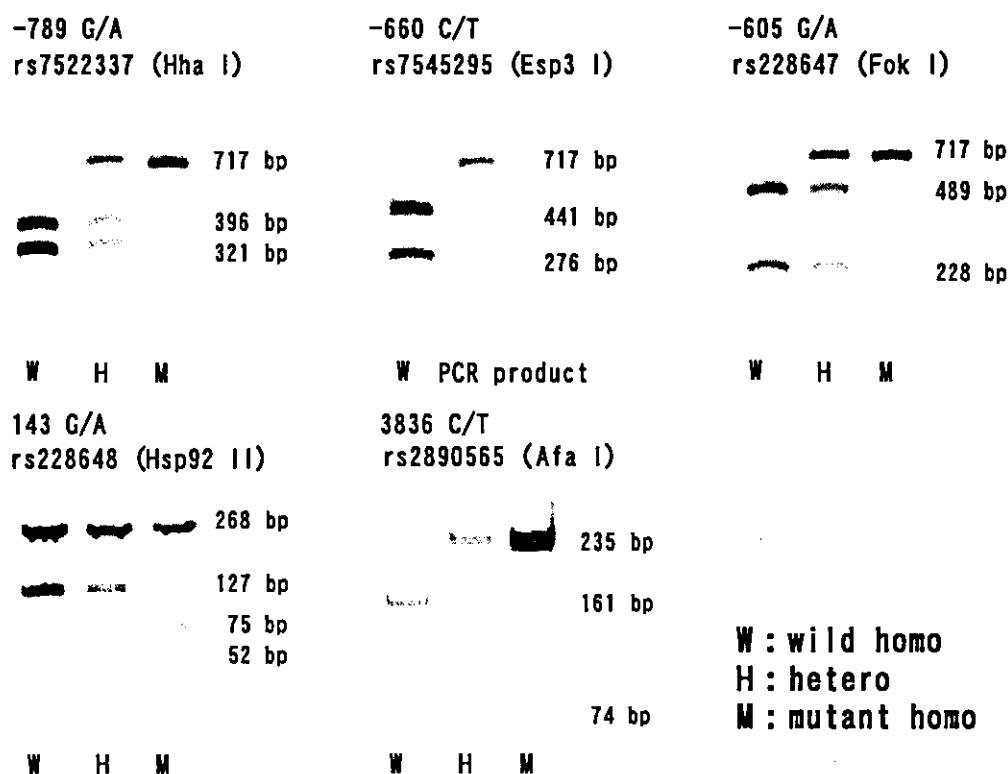 -789 G/A
rs7522337 (Hha I)
717 bp
396 bp
321 bp
W H M
-660 C/T
rs7545295 (Esp3 I)
717 bp
441 bp
276 bp
W PCR product
-605 G/A
rs228647 (Fok I)
717 bp
489 bp
228 bp
W H M
143 G/A
rs228648 (Hsp92 II)
268 bp
127 bp
75 bp
52 bp
W H M
3836 C/T
rs2890565 (Afa I)
235 bp
161 bp
74 bp
W H M
W : wild homo
H : hetero
M : mutant homo